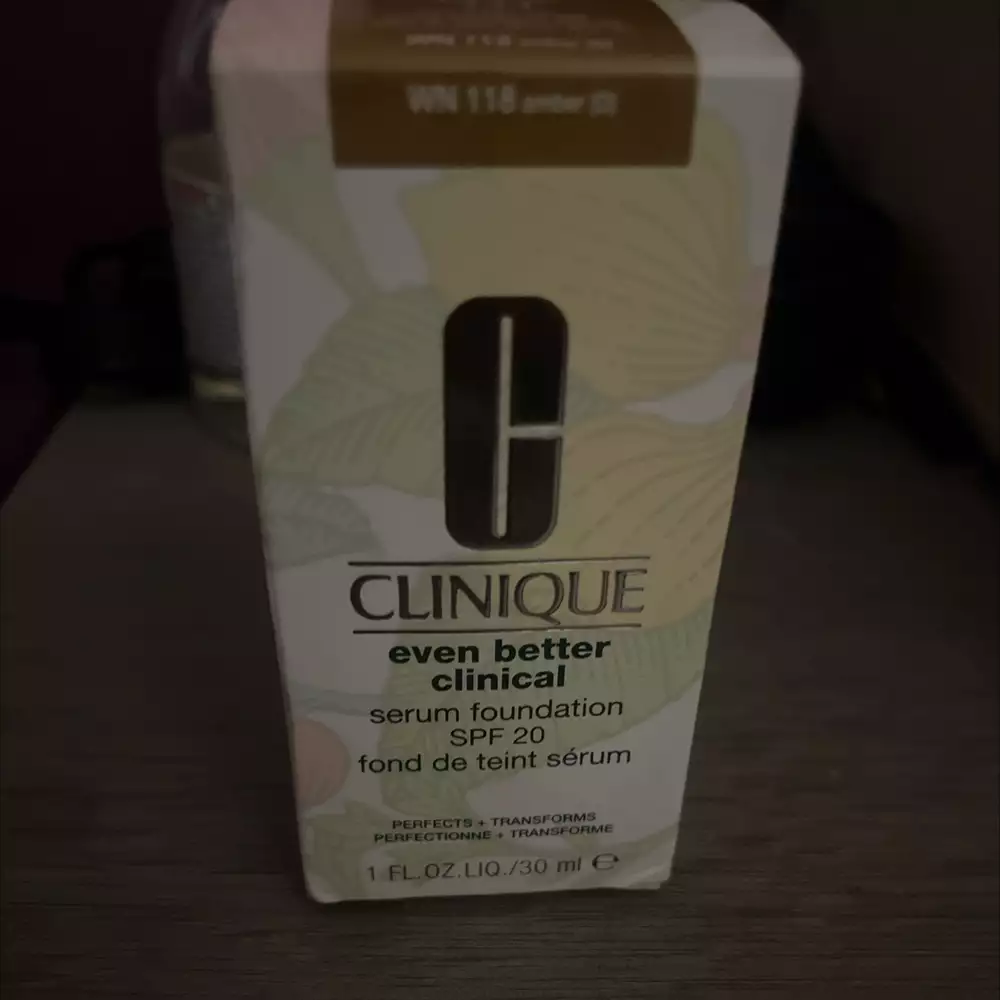 WN 118 amber (D)
CLINIQUE
even better
clinical
serum foundation
SPF 20
fond de teint sérum
PERFECTS + TRANSFORMS
PERFECTIONNE + TRANSFORME
1 FL.OZ.LIQ./30 ml ℮